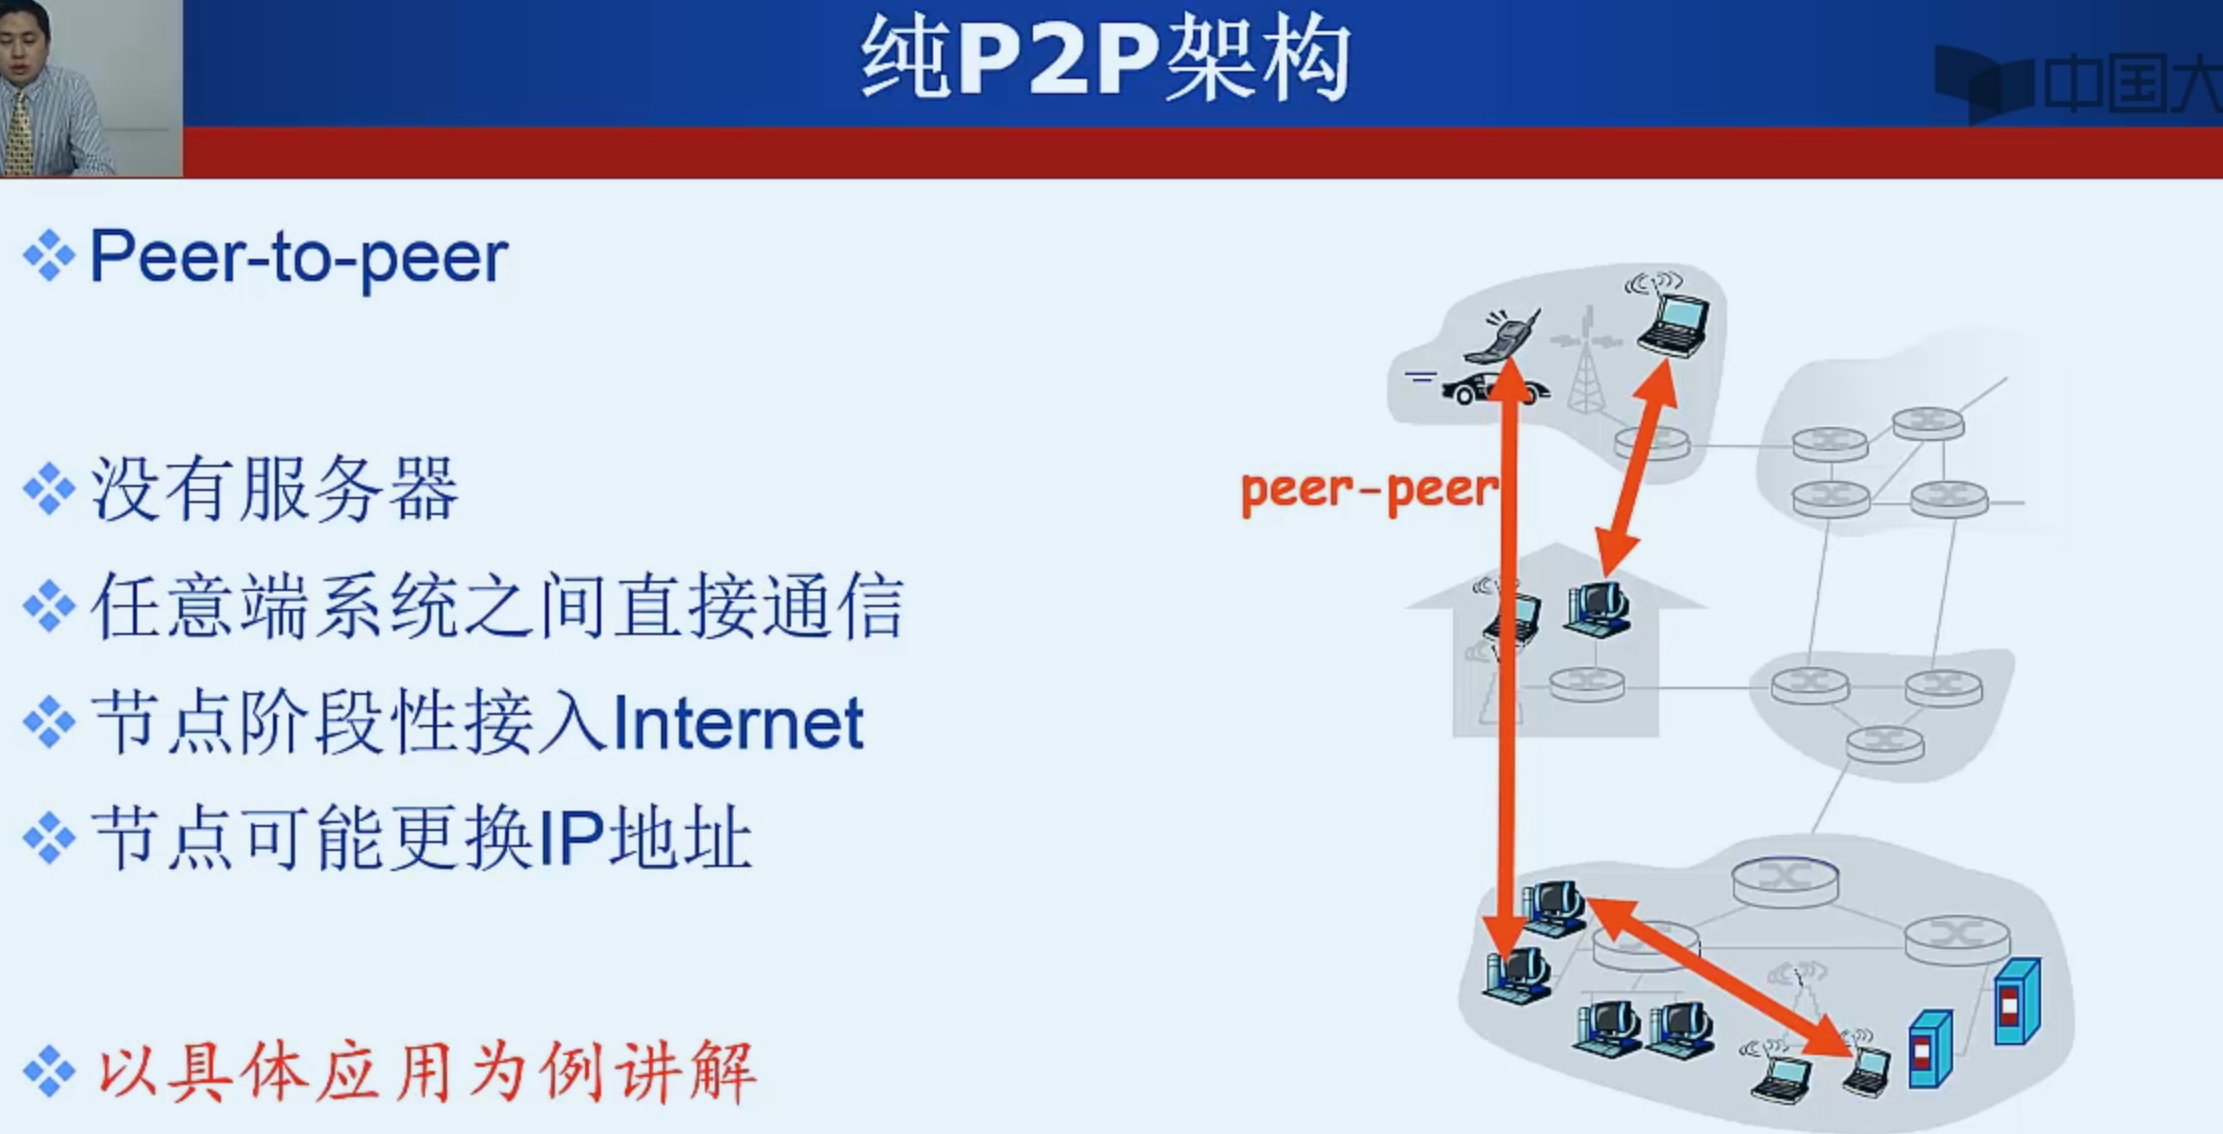 纯P2P架构
中国大
Peer-to-peer
没有服务器
任意端系统之间直接通信
节点阶段性接入Internet
节点可能更换IP地址
以具体应用为例讲解
peer-peer